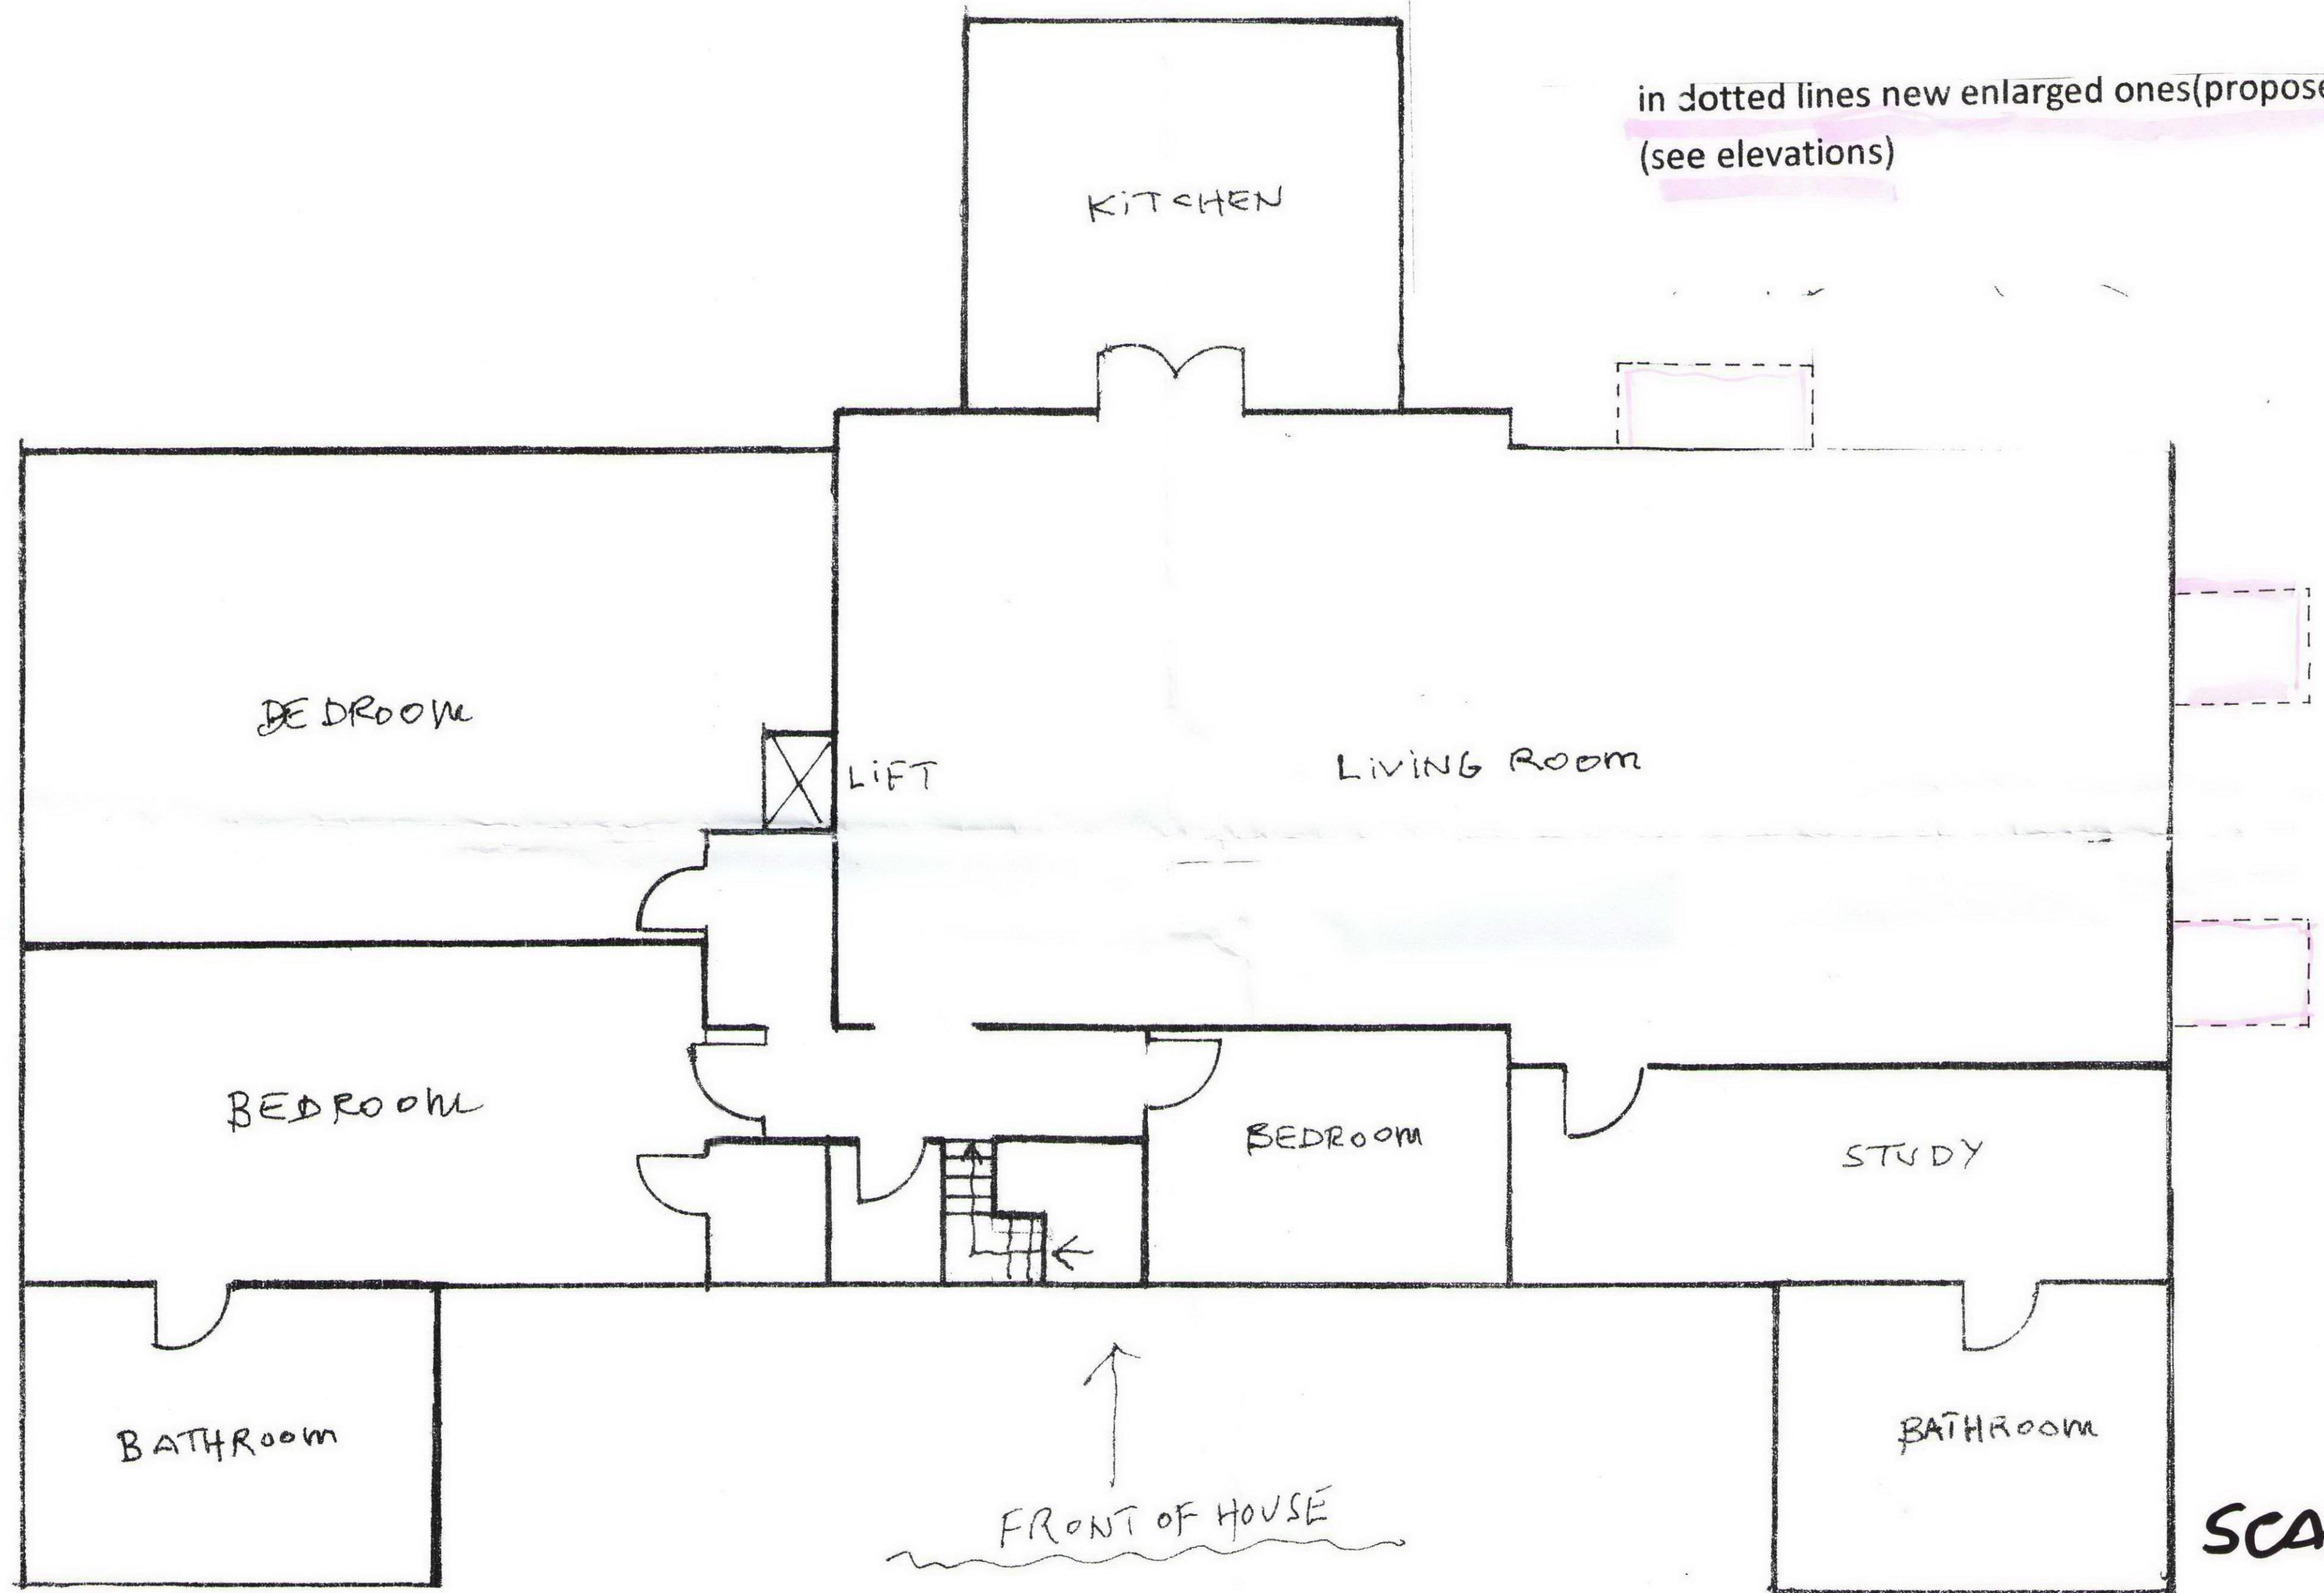 in dotted lines new enlarged ones(propose
(see elevations)
KiTCHEN
BEDROOM
LiFT
LiViNG ROOM
BEDROOM
BEDROOM
STUDY
BATHROOM
BATHROOM
FRONT OF HOUSE
SCA